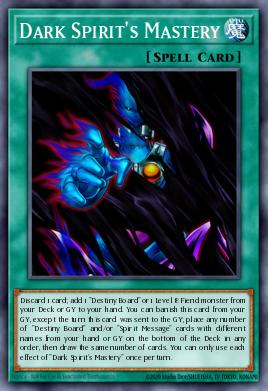 DARK SPIRIT'S MASTERY
魔
[SPELL CARD]
Discard 1 card; add 1 "Destiny Board" or 1 Level 8 Fiend monster from
your Deck or GY to your hand. You can banish this card from your
GY, except the turn this card was sent to the GY; place any number
of "Destiny Board" and/or "Spirit Message" cards with different
names from your hand or GY on the bottom of the Deck in any
order, then draw the same number of cards. You can only use each
effect of "Dark Spirit's Mastery" once per turn.